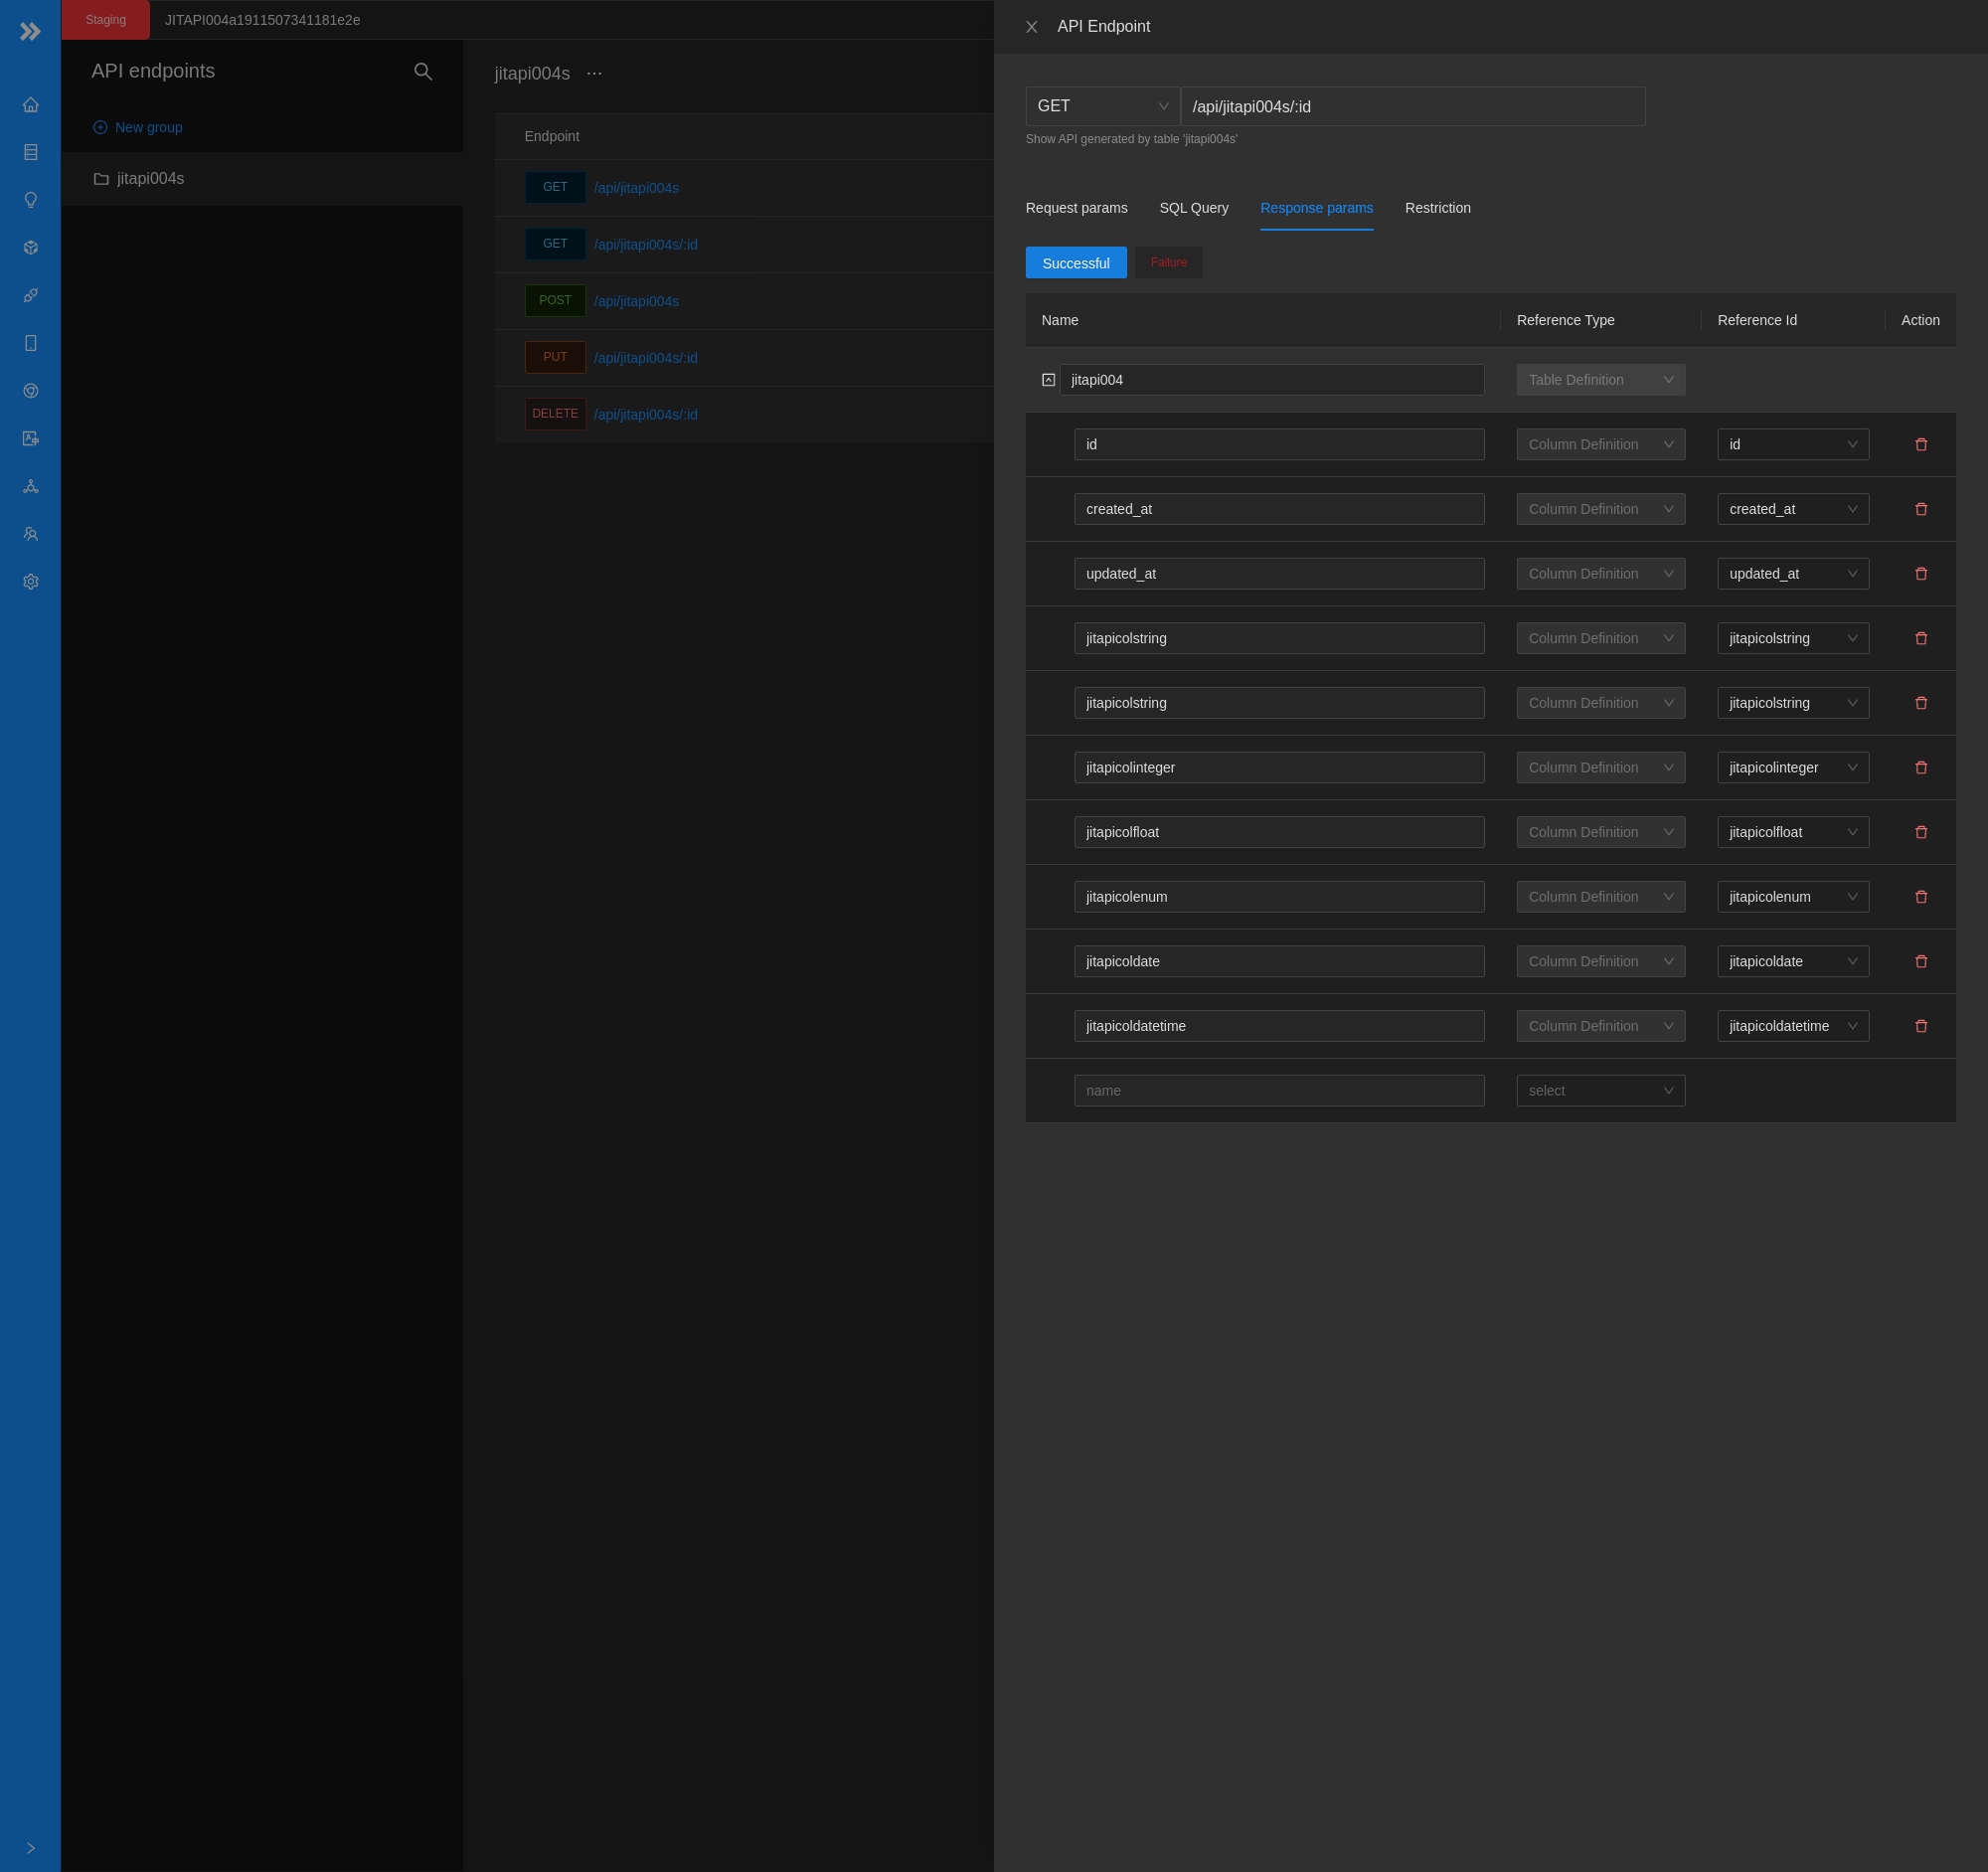 Staging JITAPI004a1911507341181e2e
API endpoints
New group
jitapi004s
jitapi004s ···
Endpoint
GET /api/jitapi004s
GET /api/jitapi004s/:id
POST /api/jitapi004s
PUT /api/jitapi004s/:id
DELETE /api/jitapi004s/:id
API Endpoint
GET /api/jitapi004s/:id
Show API generated by table 'jitapi004s'
Request params SQL Query Response params Restriction
Successful Failure
Name Reference Type Reference Id Action
jitapi004 Table Definition
id Column Definition id
created_at Column Definition created_at
updated_at Column Definition updated_at
jitapicolstring Column Definition jitapicolstring
jitapicolstring Column Definition jitapicolstring
jitapicolinteger Column Definition jitapicolinteger
jitapicolfloat Column Definition jitapicolfloat
jitapicolenum Column Definition jitapicolenum
jitapicoldate Column Definition jitapicoldate
jitapicoldatetime Column Definition jitapicoldatetime
name select